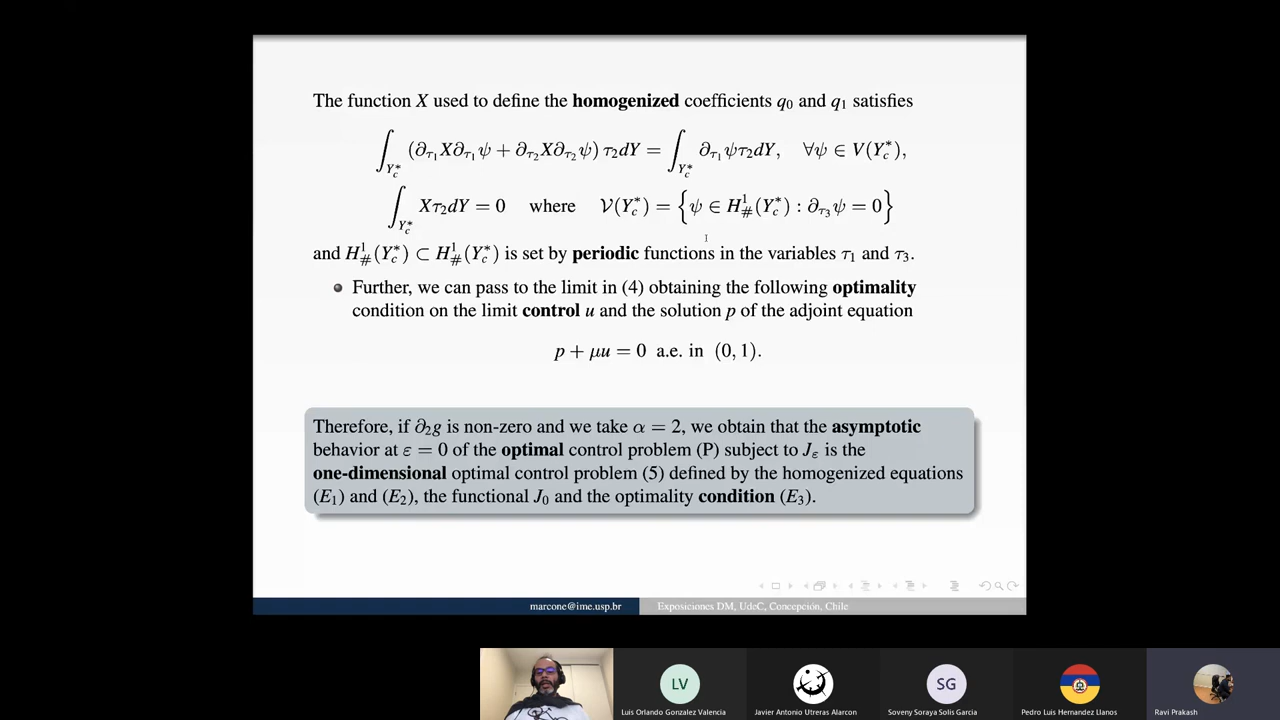 The function X used to define the homogenized coefficients q₀ and q₁ satisfies
∫_{Y_c^*} (∂_{τ₁}X∂_{τ₁}ψ + ∂_{τ₂}X∂_{τ₂}ψ) τ₂dY = ∫_{Y_c^*} ∂_{τ₁}ψτ₂dY, ∀ψ ∈ V(Y_c^*),
∫_{Y_c^*} Xτ₂dY = 0 where 𝒱(Y_c^*) = {ψ ∈ H_#^1(Y_c^*) : ∂_{τ₃}ψ = 0}
and H_#^1(Y_c^*) ⊂ H_#^1(Y_c^*) is set by periodic functions in the variables τ₁ and τ₃.
Further, we can pass to the limit in (4) obtaining the following optimality
condition on the limit control u and the solution p of the adjoint equation
p + μu = 0 a.e. in (0, 1).
Therefore, if ∂₂g is non-zero and we take α = 2, we obtain that the asymptotic
behavior at ε = 0 of the optimal control problem (P) subject to J_ε is the
one-dimensional optimal control problem (5) defined by the homogenized equations
(E₁) and (E₂), the functional J₀ and the optimality condition (E₃).
marcone@ime.usp.br Exposiciones DM, UdeC, Concepción, Chile
LV SG
Luis Orlando Gonzalez Valencia Javier Antonio Utreras Alarcon Soveny Soraya Solis Garcia Pedro Luis Hernandez Llanos Ravi Prakash